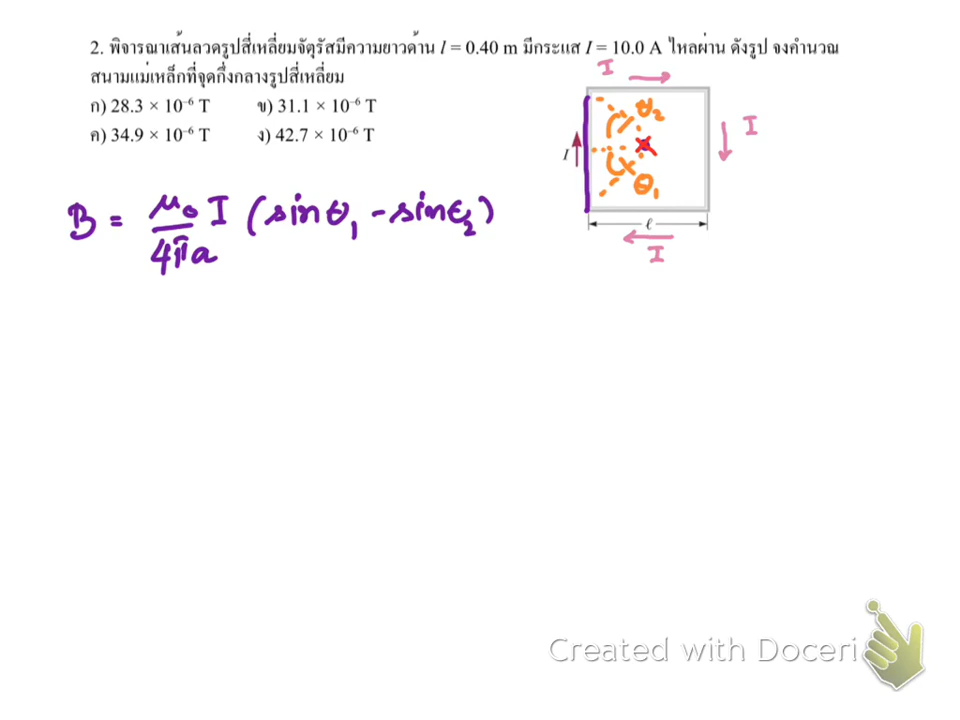 2. พิจารณาเส้นลวดรูปสี่เหลี่ยมจัตุรัสมีความยาวด้าน l = 0.40 m มีกระแส I = 10.0 A ไหลผ่าน ดังรูป จงคำนวณ
สนามแม่เหล็กที่จุดกึ่งกลางรูปสี่เหลี่ยม
ก) 28.3 × 10⁻⁶ T ข) 31.1 × 10⁻⁶ T
ค) 34.9 × 10⁻⁶ T ง) 42.7 × 10⁻⁶ T
I
θ₂
I
I
θ₁
ℓ
I
B = μ₀ I / 4πa (sinθ₁ - sinθ₂)
Created with Doceri